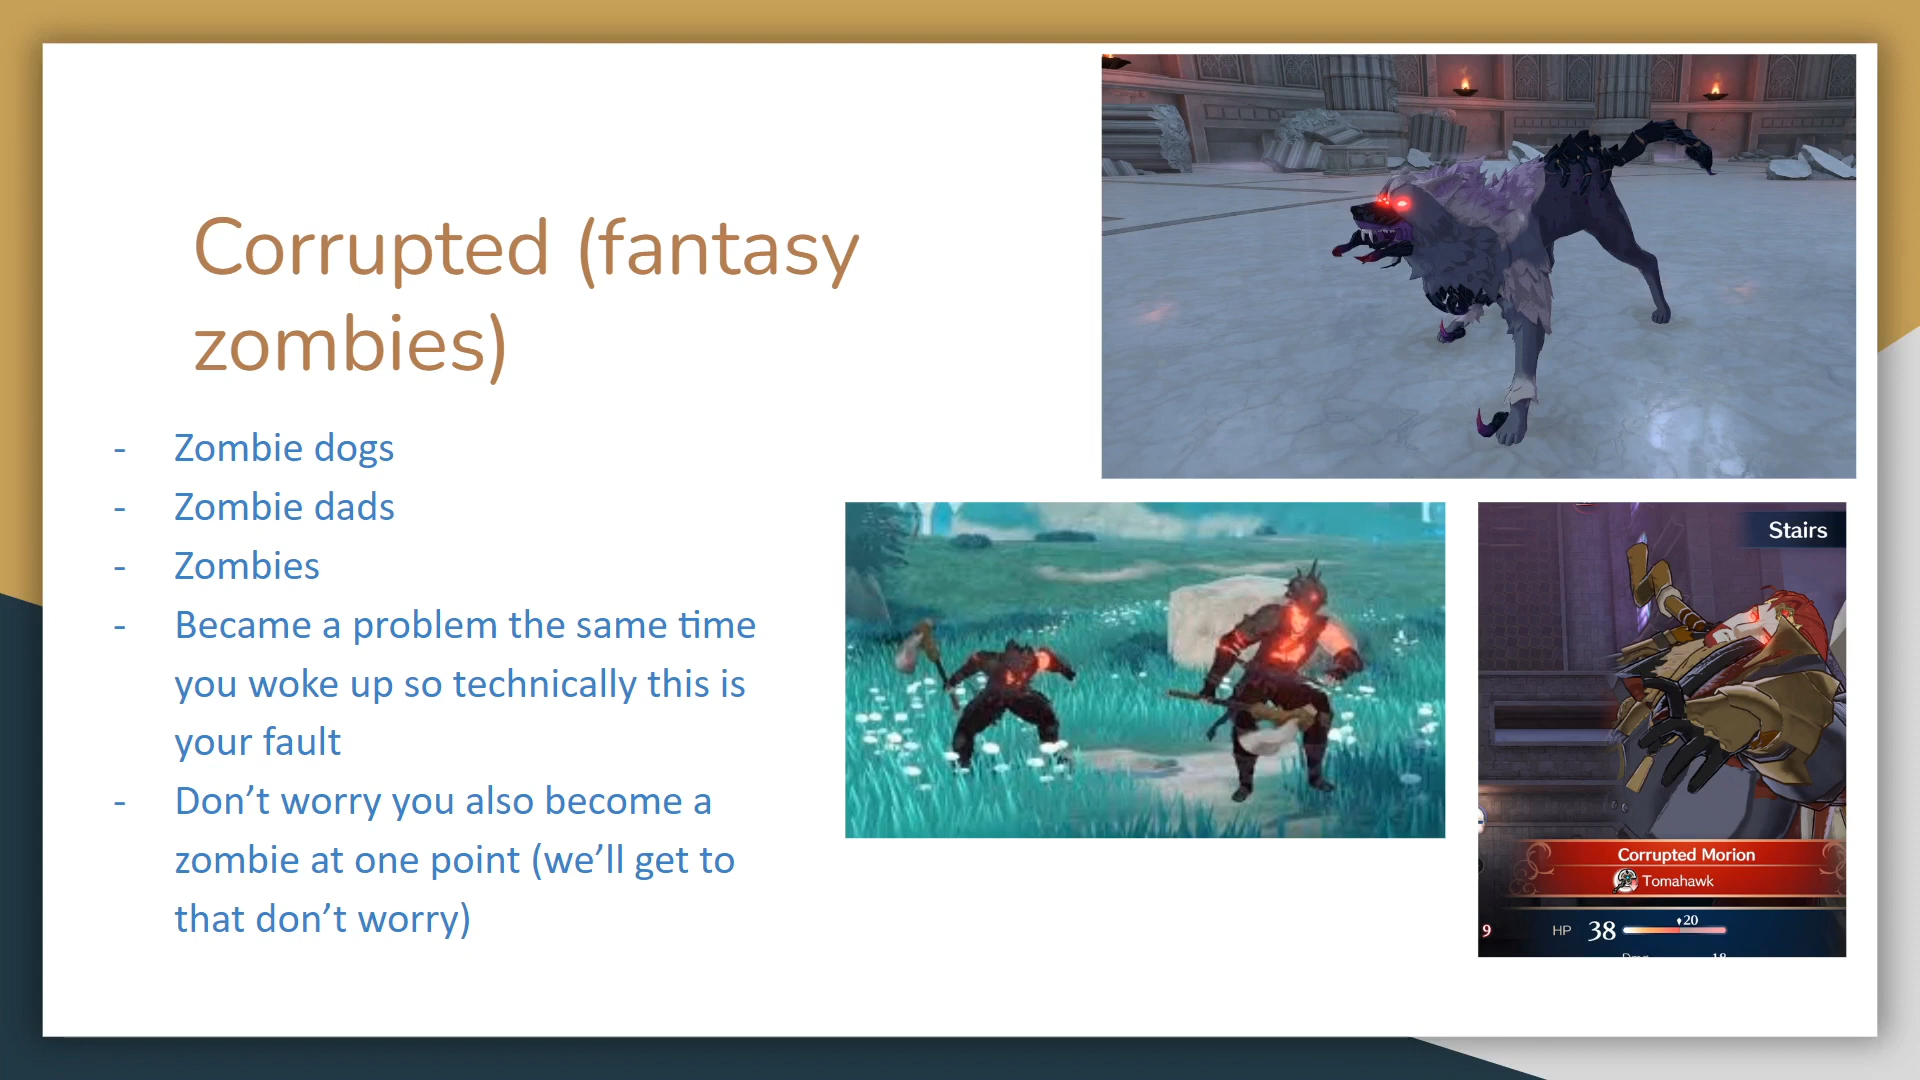 Corrupted (fantasy
zombies)
- Zombie dogs
- Zombie dads
- Zombies
- Became a problem the same time
you woke up so technically this is
your fault
- Don’t worry you also become a
zombie at one point (we’ll get to
that don’t worry)
Stairs
Corrupted Morion
Tomahawk
20
9 HP 38